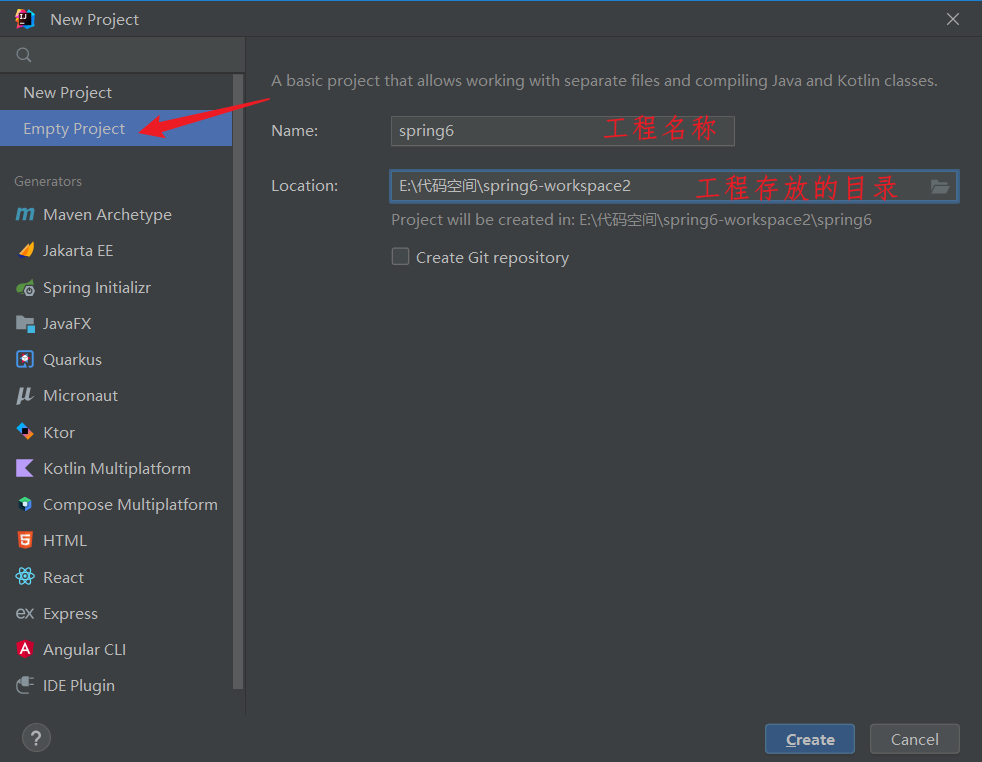 New Project
New Project
Empty Project
Generators
Maven Archetype
Jakarta EE
Spring Initializr
JavaFX
Quarkus
Micronaut
Ktor
Kotlin Multiplatform
Compose Multiplatform
HTML
React
Express
Angular CLI
IDE Plugin
A basic project that allows working with separate files and compiling Java and Kotlin classes.
Name: spring6 工程名称
Location: E:\代码空间\spring6-workspace2 工程存放的目录
Project will be created in: E:\代码空间\spring6-workspace2\spring6
Create Git repository
? Create Cancel